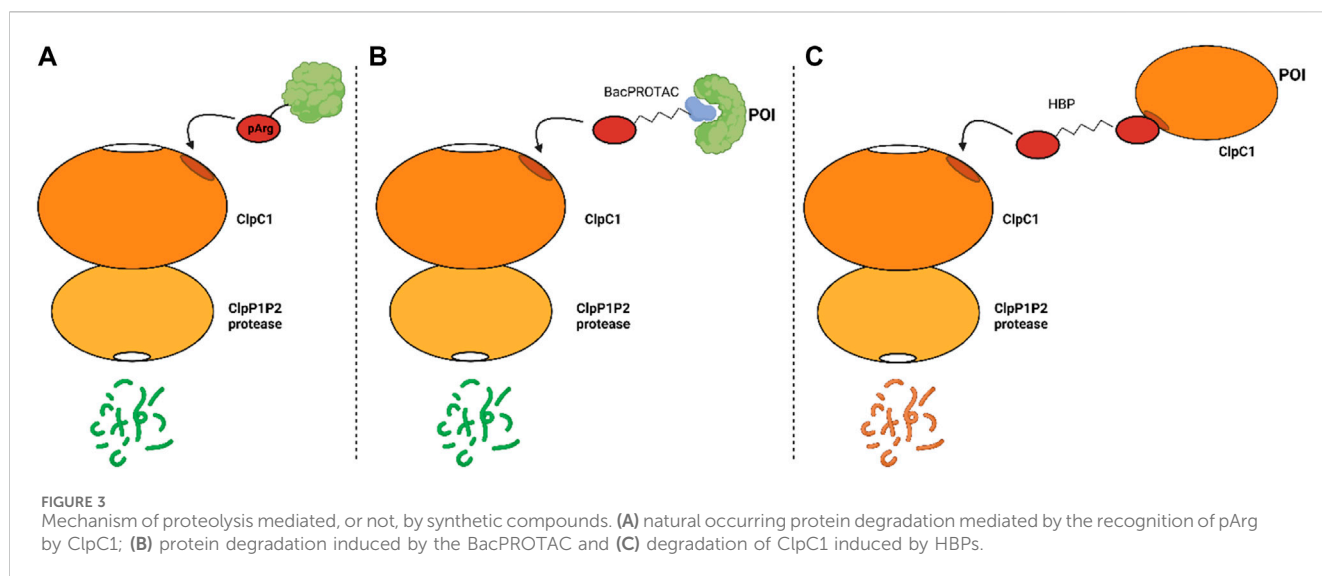 A
pArg
ClpC1
ClpP1P2
protease
B
BacPROTAC
POI
ClpC1
ClpP1P2
protease
C
HBP
POI
ClpC1
ClpC1
ClpP1P2
protease
FIGURE 3
Mechanism of proteolysis mediated, or not, by synthetic compounds. (A) natural occurring protein degradation mediated by the recognition of pArg
by ClpC1; (B) protein degradation induced by the BacPROTAC and (C) degradation of ClpC1 induced by HBPs.